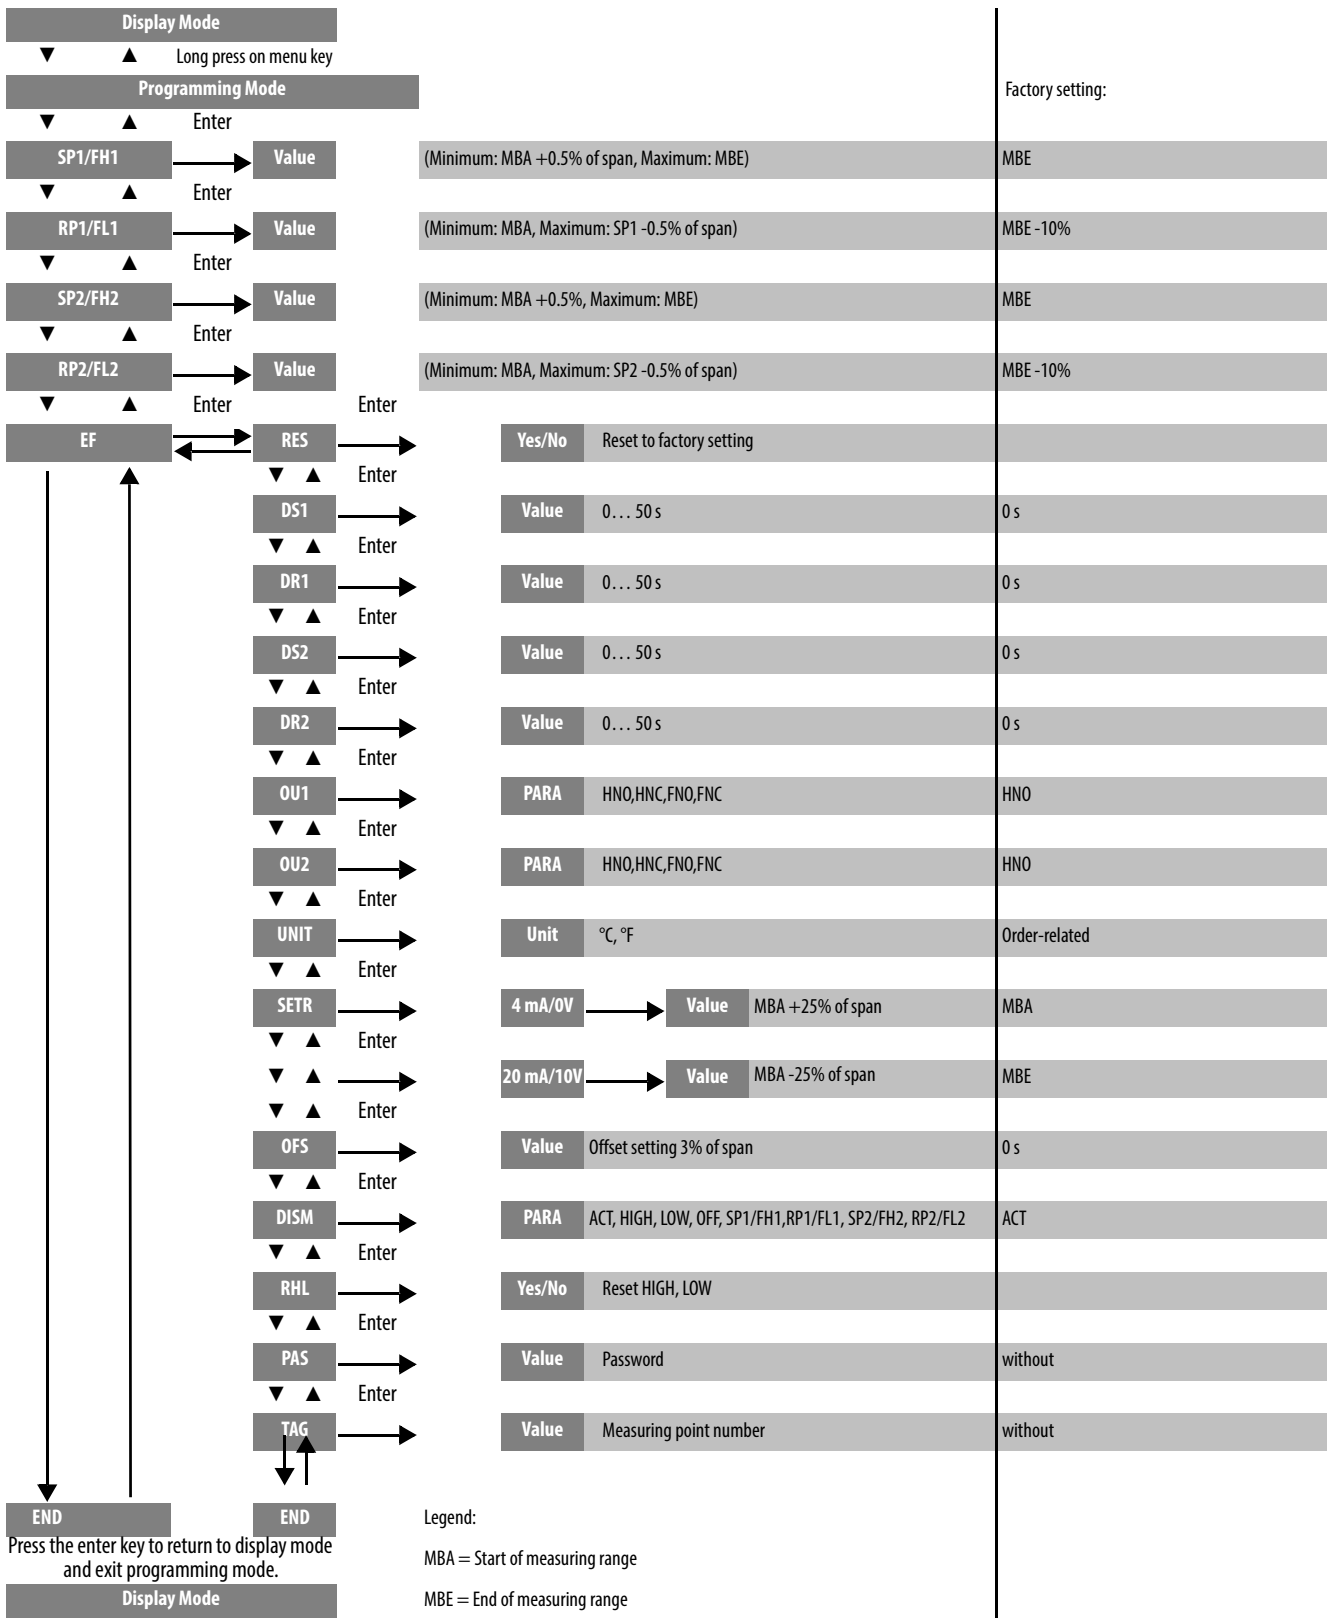 Display Mode
▼ ▲ Long press on menu key
Programming Mode Factory setting:
▼ ▲ Enter
SP1/FH1 Value (Minimum: MBA +0.5% of span, Maximum: MBE) MBE
▼ ▲ Enter
RP1/FL1 Value (Minimum: MBA, Maximum: SP1 -0.5% of span) MBE -10%
▼ ▲ Enter
SP2/FH2 Value (Minimum: MBA +0.5%, Maximum: MBE) MBE
▼ ▲ Enter
RP2/FL2 Value (Minimum: MBA, Maximum: SP2 -0.5% of span) MBE -10%
▼ ▲ Enter Enter
EF RES Yes/No Reset to factory setting
▼ ▲ Enter
DS1 Value 0… 50 s 0 s
▼ ▲ Enter
DR1 Value 0… 50 s 0 s
▼ ▲ Enter
DS2 Value 0… 50 s 0 s
▼ ▲ Enter
DR2 Value 0… 50 s 0 s
▼ ▲ Enter
OU1 PARA HNO,HNC,FNO,FNC HNO
▼ ▲ Enter
OU2 PARA HNO,HNC,FNO,FNC HNO
▼ ▲ Enter
UNIT Unit °C, °F Order-related
▼ ▲ Enter
SETR 4 mA/0V Value MBA +25% of span MBA
▼ ▲ Enter
▼ ▲ 20 mA/10V Value MBA -25% of span MBE
▼ ▲ Enter
OFS Value Offset setting 3% of span 0 s
▼ ▲ Enter
DISM PARA ACT, HIGH, LOW, OFF, SP1/FH1,RP1/FL1, SP2/FH2, RP2/FL2 ACT
▼ ▲ Enter
RHL Yes/No Reset HIGH, LOW
▼ ▲ Enter
PAS Value Password without
▼ ▲ Enter
TAG Value Measuring point number without
END END Legend:
Press the enter key to return to display mode
and exit programming mode.
MBA = Start of measuring range
Display Mode MBE = End of measuring range